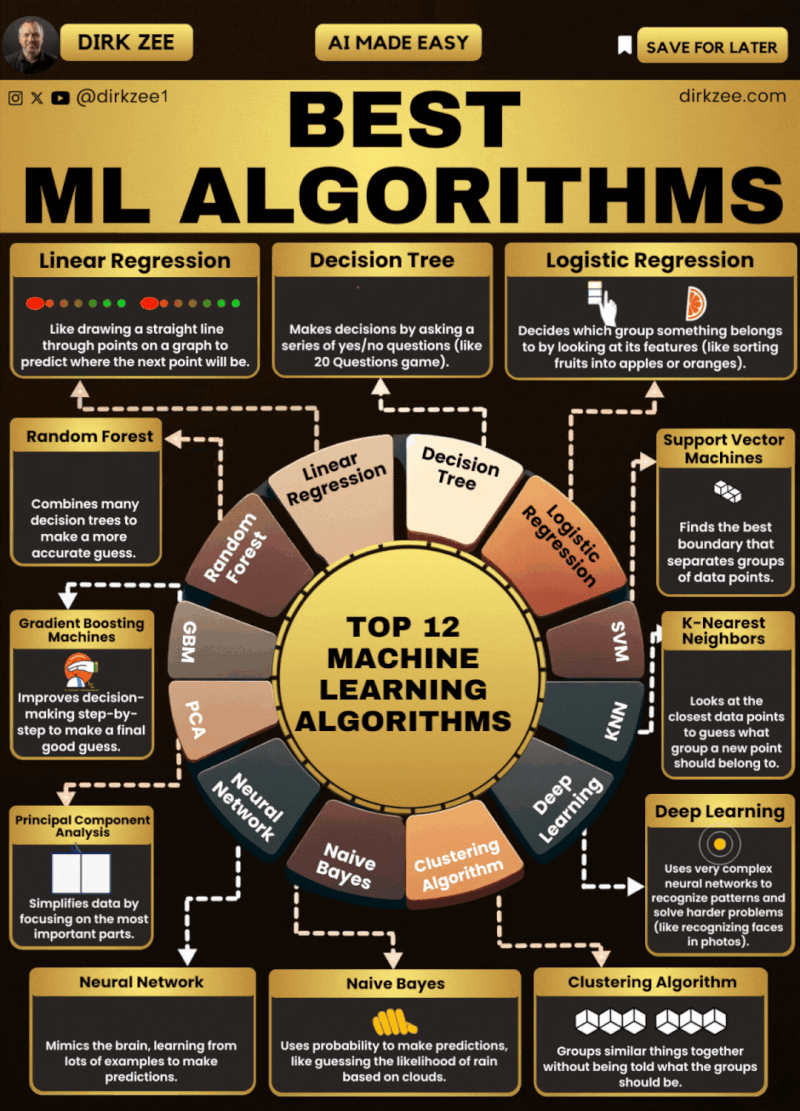 DIRK ZEE
AI MADE EASY
SAVE FOR LATER
@dirkzee1
dirkzee.com
BEST
ML ALGORITHMS
Linear Regression
Like drawing a straight line
through points on a graph to
predict where the next point will be.
Decision Tree
Makes decisions by asking a
series of yes/no questions (like
20 Questions game).
Logistic Regression
Decides which group something belongs
to by looking at its features (like sorting
fruits into apples or oranges).
Random Forest
Combines many
decision trees to
make a more
accurate guess.
Support Vector
Machines
Finds the best
boundary that
separates groups
of data points.
Gradient Boosting
Machines
Improves decision-
making step-by-
step to make a final
good guess.
K-Nearest
Neighbors
Looks at the
closest data points
to guess what
group a new point
should belong to.
Linear
Regression
Decision
Tree
Logistic
Regression
SVM
KNN
Deep
Learning
Clustering
Algorithm
Naive
Bayes
Neural
Network
PCA
GBM
Random
Forest
TOP 12
MACHINE
LEARNING
ALGORITHMS
Principal Component
Analysis
Simplifies data by
focusing on the most
important parts.
Deep Learning
Uses very complex
neural networks to
recognize patterns and
solve harder problems
(like recognizing faces
in photos).
Neural Network
Mimics the brain, learning from
lots of examples to make
predictions.
Naive Bayes
Uses probability to make predictions,
like guessing the likelihood of rain
based on clouds.
Clustering Algorithm
Groups similar things together
without being told what the groups
should be.